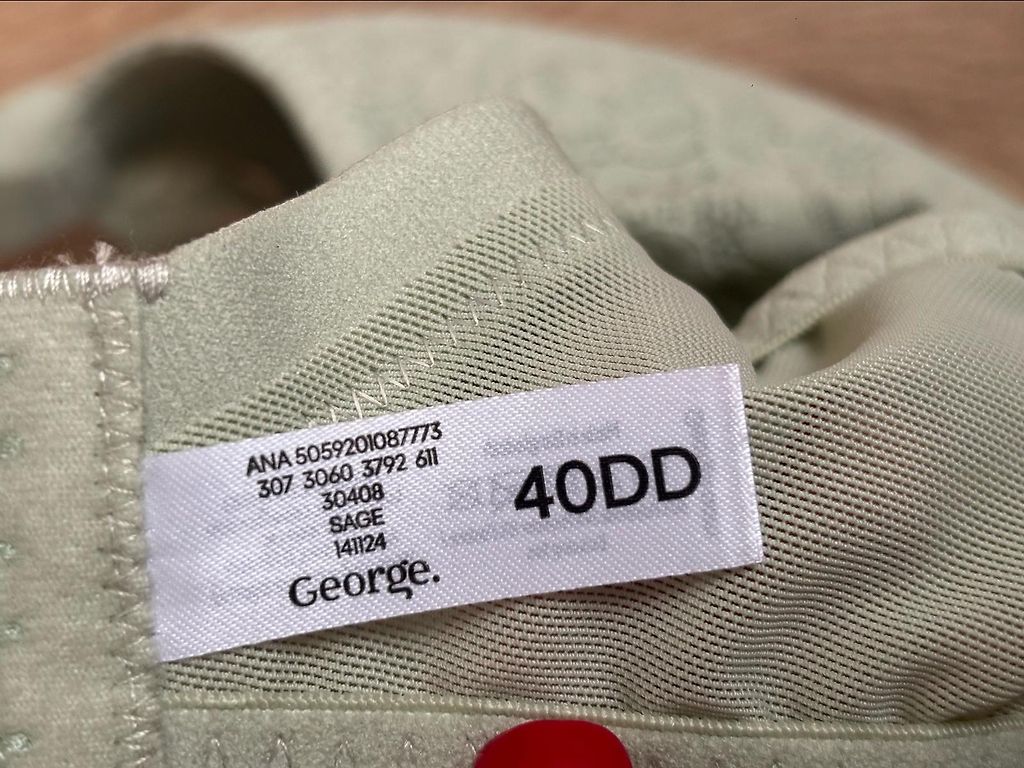 ANA 5059201087773
307 3060 3792 611
30408
SAGE
141124
George.
40DD